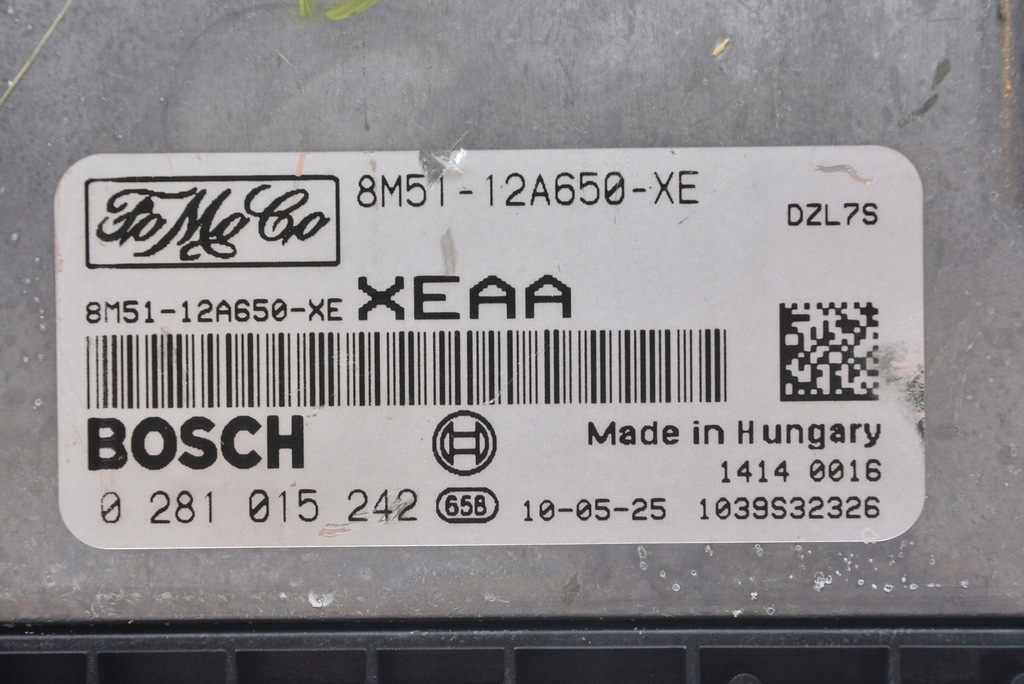 FoMoCo
8M51-12A650-XE
DZL7S
8M51-12A650-XE XEAA
BOSCH
Made in Hungary
1414 0016
0 281 015 242 65B 10-05-25 1039S32326